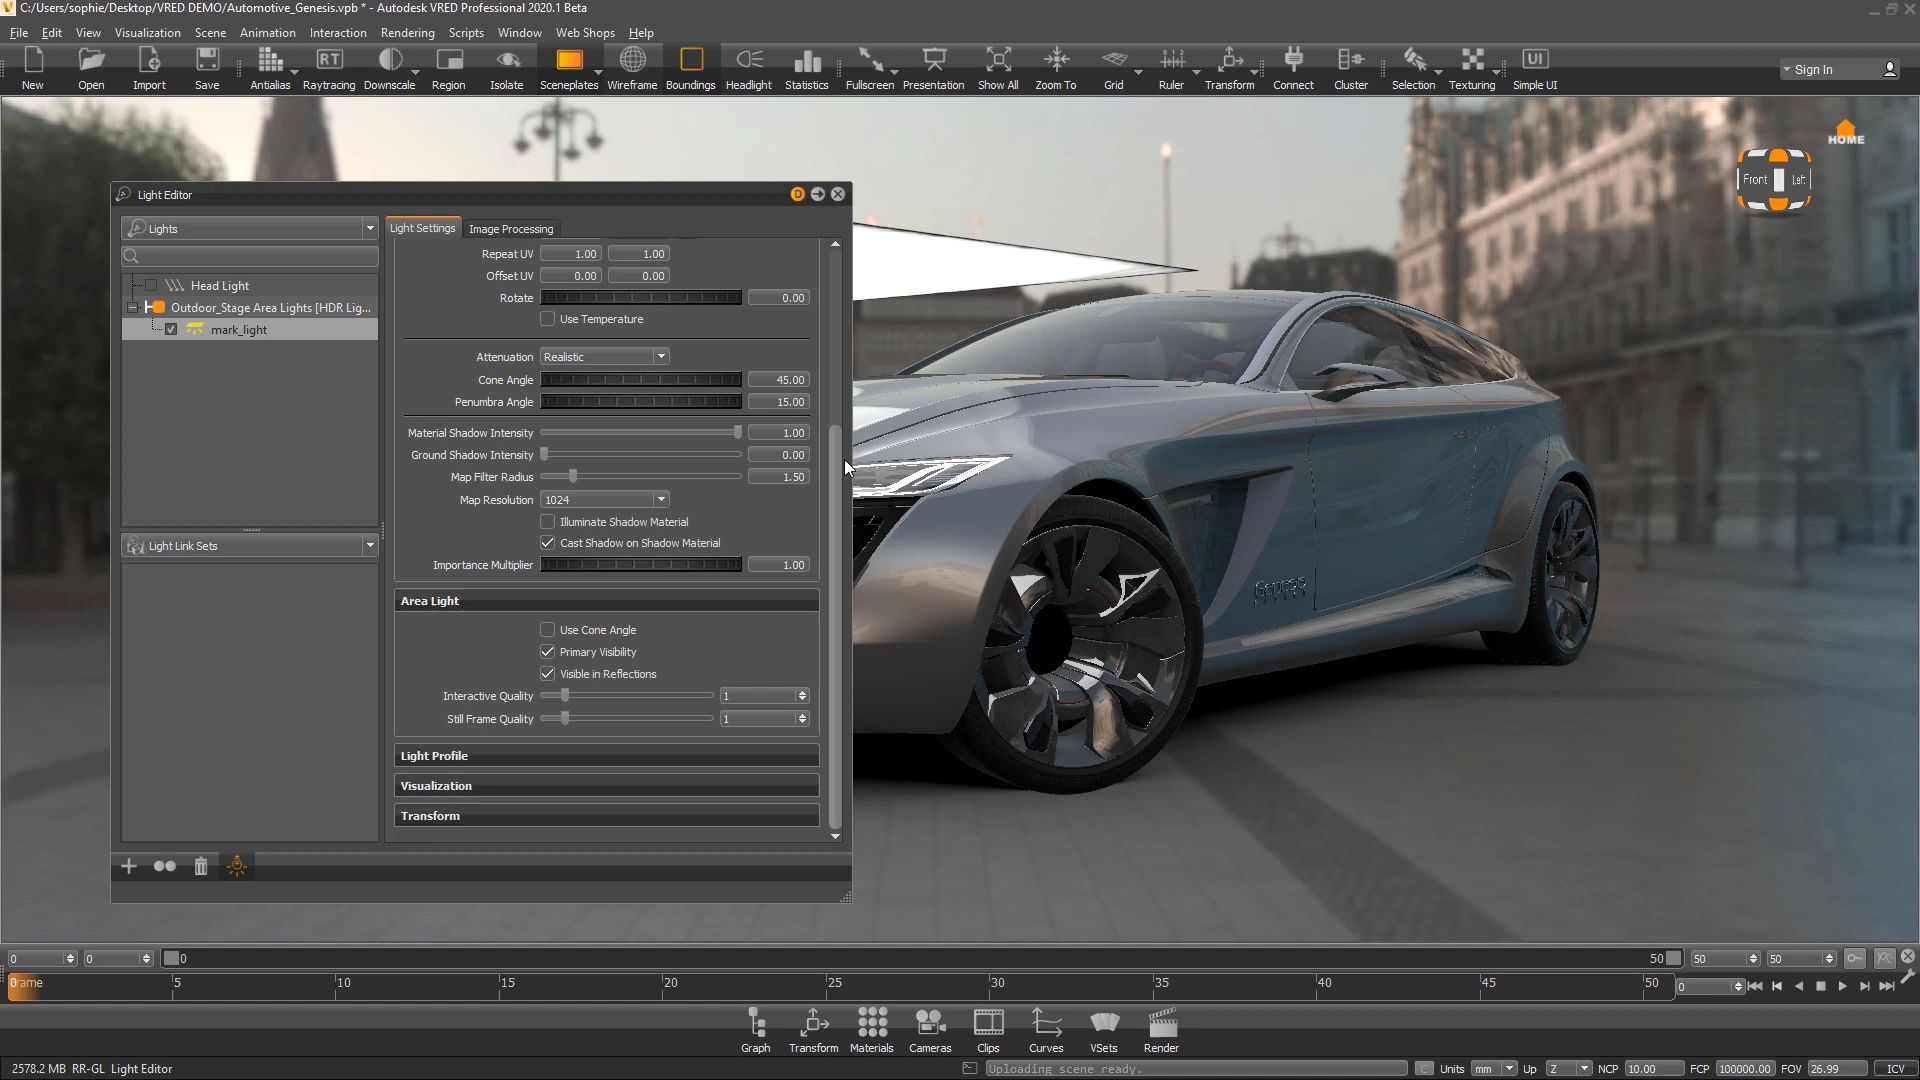 C:/Users/sophie/Desktop/VRED DEMO/Automotive_Genesis.vpb * - Autodesk VRED Professional 2020.1 Beta
File Edit View Visualization Scene Animation Interaction Rendering Scripts Window Web Shops Help
New Open Import Save Antialias RT Raytracing Downscale Region Isolate Sceneplates Wireframe Boundings Headlight Statistics Fullscreen Presentation Show All Zoom To Grid Ruler Transform Connect Cluster Selection Texturing UI Simple UI Sign In
HOME
Front Left
Light Editor D
Lights
Light Settings Image Processing
Repeat UV 1.00 1.00
Offset UV 0.00 0.00
Head Light
Rotate 0.00
Outdoor_Stage Area Lights [HDR Lig...
Use Temperature
mark_light
Attenuation Realistic
Cone Angle 45.00
Penumbra Angle 15.00
Material Shadow Intensity 1.00
Ground Shadow Intensity 0.00
Map Filter Radius 1.50
Map Resolution 1024
Illuminate Shadow Material
Cast Shadow on Shadow Material
Light Link Sets
Importance Multiplier 1.00
Genesis
Area Light
Use Cone Angle
Primary Visibility
Visible in Reflections
Interactive Quality 1
Still Frame Quality 1
Light Profile
Visualization
Transform
0 0 0 50 50 50
0 5 10 15 20 25 30 35 40 45 50 0
Graph Transform Materials Cameras Clips Curves VSets Render
2578.2 MB RR-GL Light Editor Uploading scene ready. C Units mm Up Z NCP 10.00 FCP 100000.00 FOV 26.99 ICV